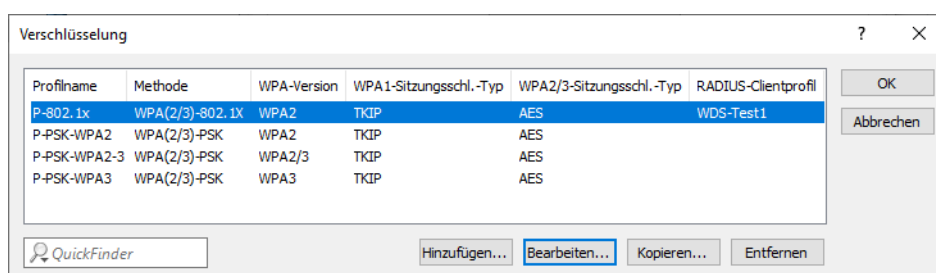 Verschlüsselung ? ×
Profilname Methode WPA-Version WPA1-Sitzungsschl.-Typ WPA2/3-Sitzungsschl.-Typ RADIUS-Clientprofil OK
P-802.1x WPA(2/3)-802.1X WPA2 TKIP AES WDS-Test1 Abbrechen
P-PSK-WPA2 WPA(2/3)-PSK WPA2 TKIP AES
P-PSK-WPA2-3 WPA(2/3)-PSK WPA2/3 TKIP AES
P-PSK-WPA3 WPA(2/3)-PSK WPA3 TKIP AES
QuickFinder Hinzufügen... Bearbeiten... Kopieren... Entfernen